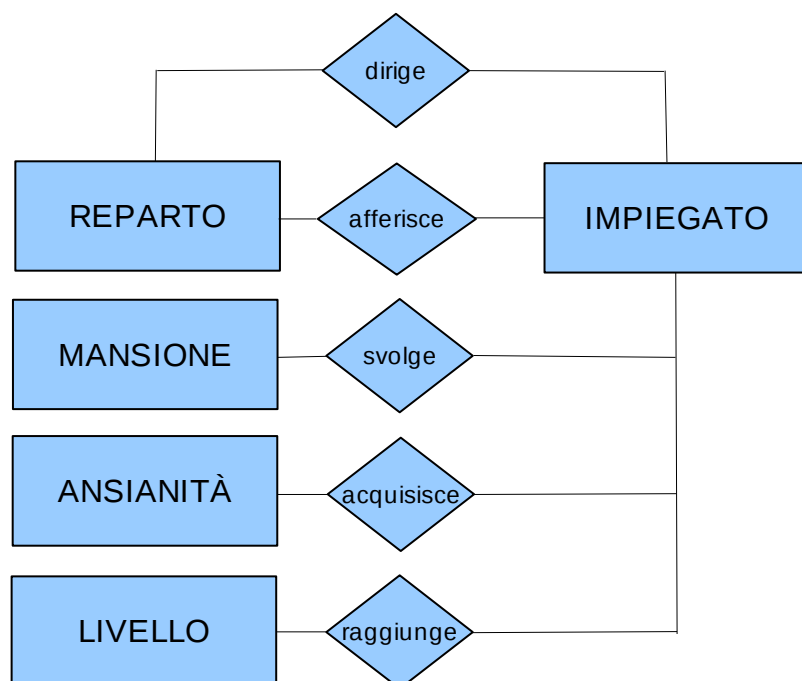 dirige
REPARTO
afferisce
IMPIEGATO
MANSIONE
svolge
ANSIANITÀ
acquisisce
LIVELLO
raggiunge